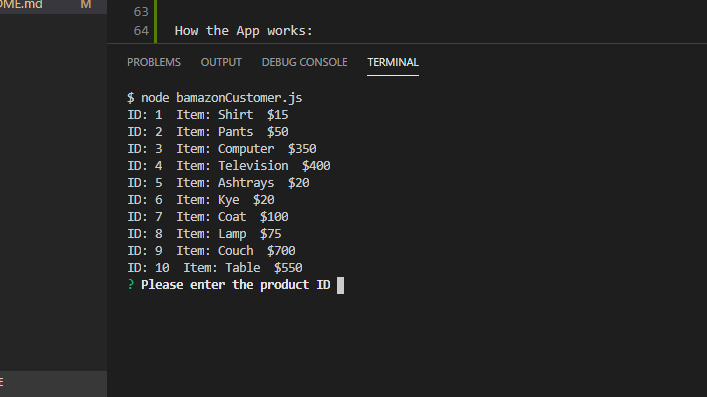 OME.md M
63
64 How the App works:
PROBLEMS OUTPUT DEBUG CONSOLE TERMINAL
$ node bamazonCustomer.js
ID: 1 Item: Shirt $15
ID: 2 Item: Pants $50
ID: 3 Item: Computer $350
ID: 4 Item: Television $400
ID: 5 Item: Ashtrays $20
ID: 6 Item: Kye $20
ID: 7 Item: Coat $100
ID: 8 Item: Lamp $75
ID: 9 Item: Couch $700
ID: 10 Item: Table $550
? Please enter the product ID
E